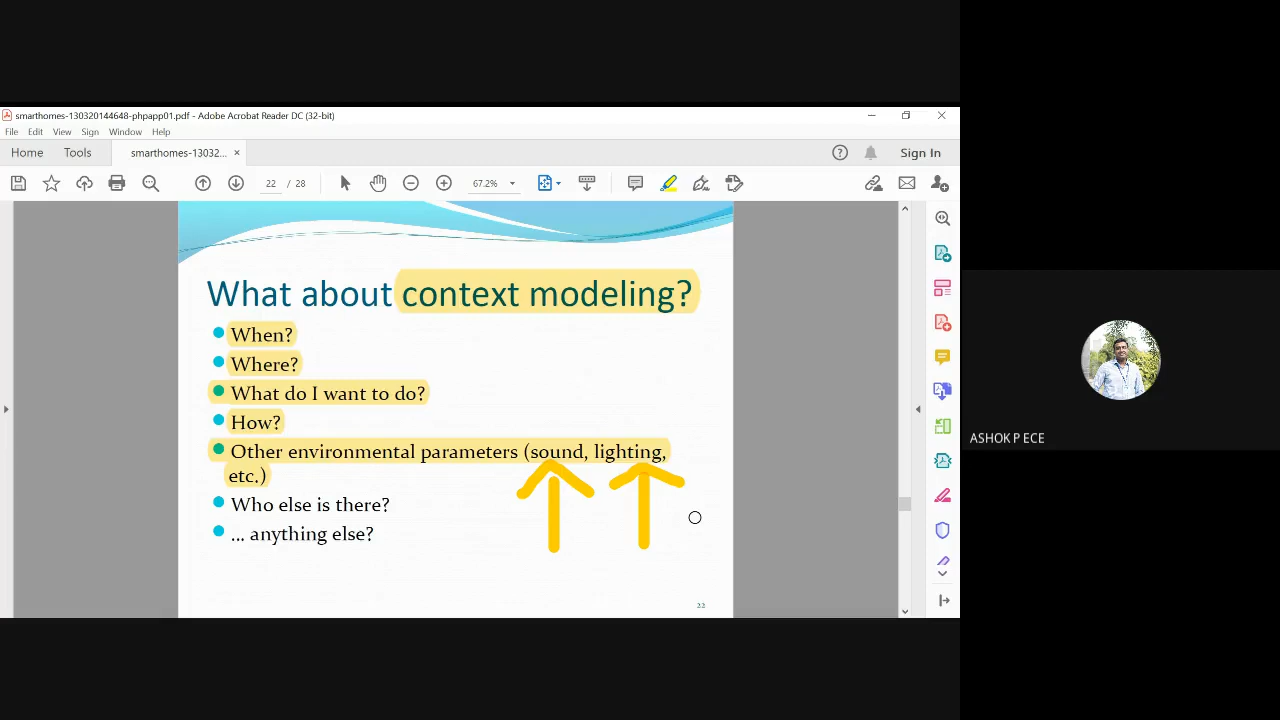 smarthomes-130320144648-phpapp01.pdf - Adobe Acrobat Reader DC (32-bit)
File Edit View Sign Window Help
Home Tools smarthomes-13032... × Sign In
22 / 28 67.2%
What about context modeling?
When?
Where?
What do I want to do?
How?
Other environmental parameters (sound, lighting,
etc.)
Who else is there?
... anything else?
22
ASHOK P ECE